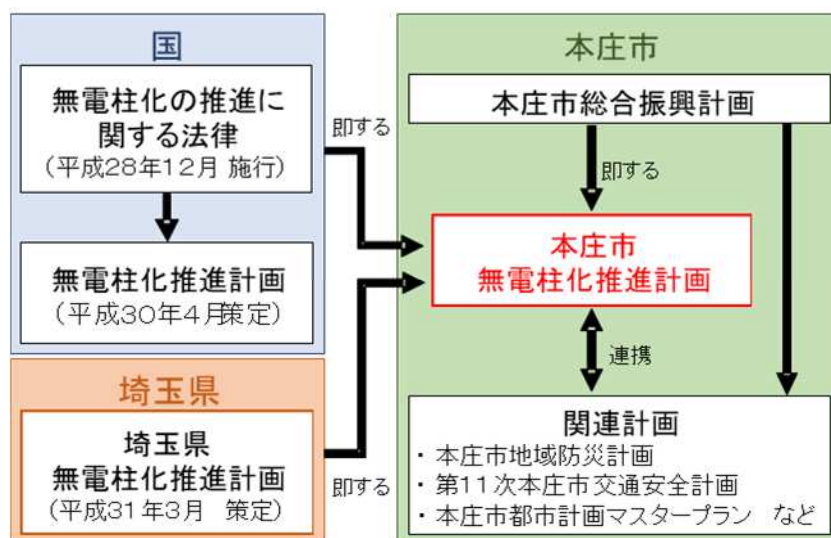 国
無電柱化の推進に
関する法律
（平成28年12月 施行）
無電柱化推進計画
（平成30年4月策定）
埼玉県
埼玉県
無電柱化推進計画
（平成31年3月 策定）
即する
即する
本庄市
本庄市総合振興計画
即する
本庄市
無電柱化推進計画
連携
関連計画
・本庄市地域防災計画
・第11次本庄市交通安全計画
・本庄市都市計画マスタープラン など